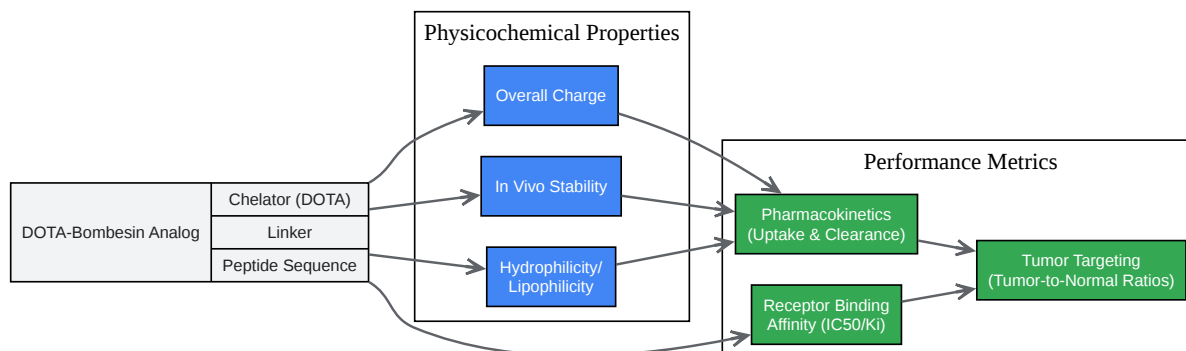 Physicochemical Properties
Overall Charge
In Vivo Stability
Hydrophilicity/
Lipophilicity
DOTA-Bombesin Analog
Chelator (DOTA)
Linker
Peptide Sequence
Performance Metrics
Pharmacokinetics
(Uptake & Clearance)
Receptor Binding
Affinity (IC50/Ki)
Tumor Targeting
(Tumor-to-Normal Ratios)